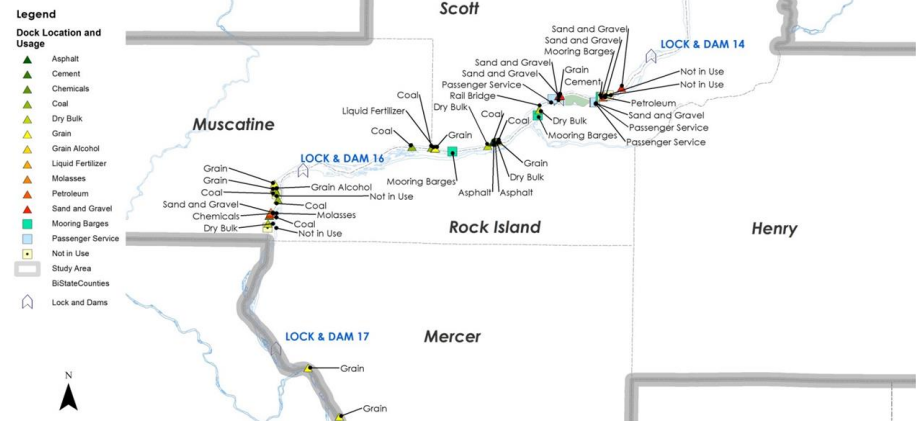 Legend
Dock Location and
Usage
Asphalt
Cement
Chemicals
Coal
Dry Bulk
Grain
Grain Alcohol
Liquid Fertilizer
Molasses
Petroleum
Sand and Gravel
Mooring Barges
Passenger Service
Not in Use
Study Area
BiStateCounties
Lock and Dams
N
Scott
Sand and Gravel
Sand and Gravel
Mooring Barges
LOCK & DAM 14
Sand and Gravel
Sand and Gravel
Passenger Service
Rail Bridge
Dry Bulk
Grain
Cement
Not in Use
Not in Use
Petroleum
Sand and Gravel
Passenger Service
Passenger Service
Coal
Liquid Fertilizer
Coal
Grain
Coal
Coal
Dry Bulk
Mooring Barges
Muscatine
LOCK & DAM 16
Mooring Barges
Grain
Dry Bulk
Asphalt
Asphalt
Grain
Grain
Coal
Sand and Gravel
Chemicals
Dry Bulk
Grain Alcohol
Not in Use
Coal
Molasses
Coal
Not in Use
Rock Island
Henry
LOCK & DAM 17
Mercer
Grain
Grain